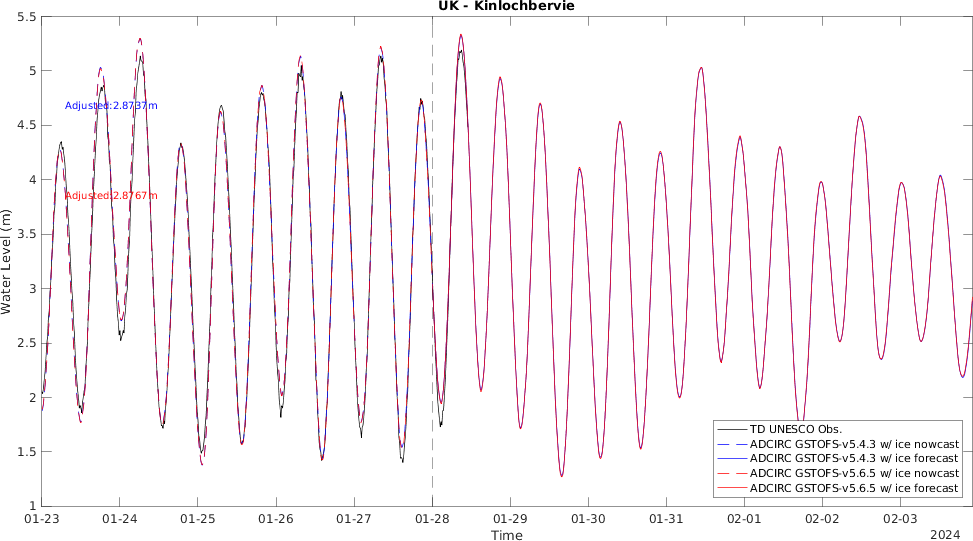 UK - Kinlochbervie
5.5
5
4.5
4
3.5
3
2.5
2
1.5
1
Water Level (m)
Adjusted:2.8737m
Adjusted:2.8767m
TD UNESCO Obs.
ADCIRC GSTOFS-v5.4.3 w/ ice nowcast
ADCIRC GSTOFS-v5.4.3 w/ ice forecast
ADCIRC GSTOFS-v5.6.5 w/ ice nowcast
ADCIRC GSTOFS-v5.6.5 w/ ice forecast
01-23 01-24 01-25 01-26 01-27 01-28 01-29 01-30 01-31 02-01 02-02 02-03
Time
2024